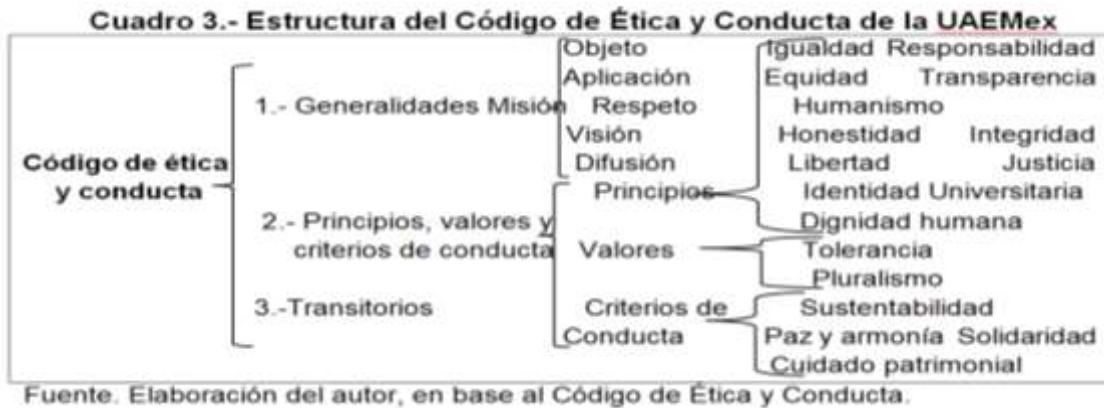 Cuadro 3.- Estructura del Código de Ética y Conducta de la UAEMex
Objeto Igualdad Responsabilidad
Aplicación Equidad Transparencia
1.- Generalidades Misión Respeto Humanismo
Visión Honestidad Integridad
Código de ética Difusión Libertad Justicia
y conducta Principios Identidad Universitaria
2.- Principios, valores y Dignidad humana
criterios de conducta Valores Tolerancia
Pluralismo
3.-Transitorios Criterios de Sustentabilidad
Conducta Paz y armonía Solidaridad
Cuidado patrimonial
Fuente. Elaboración del autor, en base al Código de Ética y Conducta.